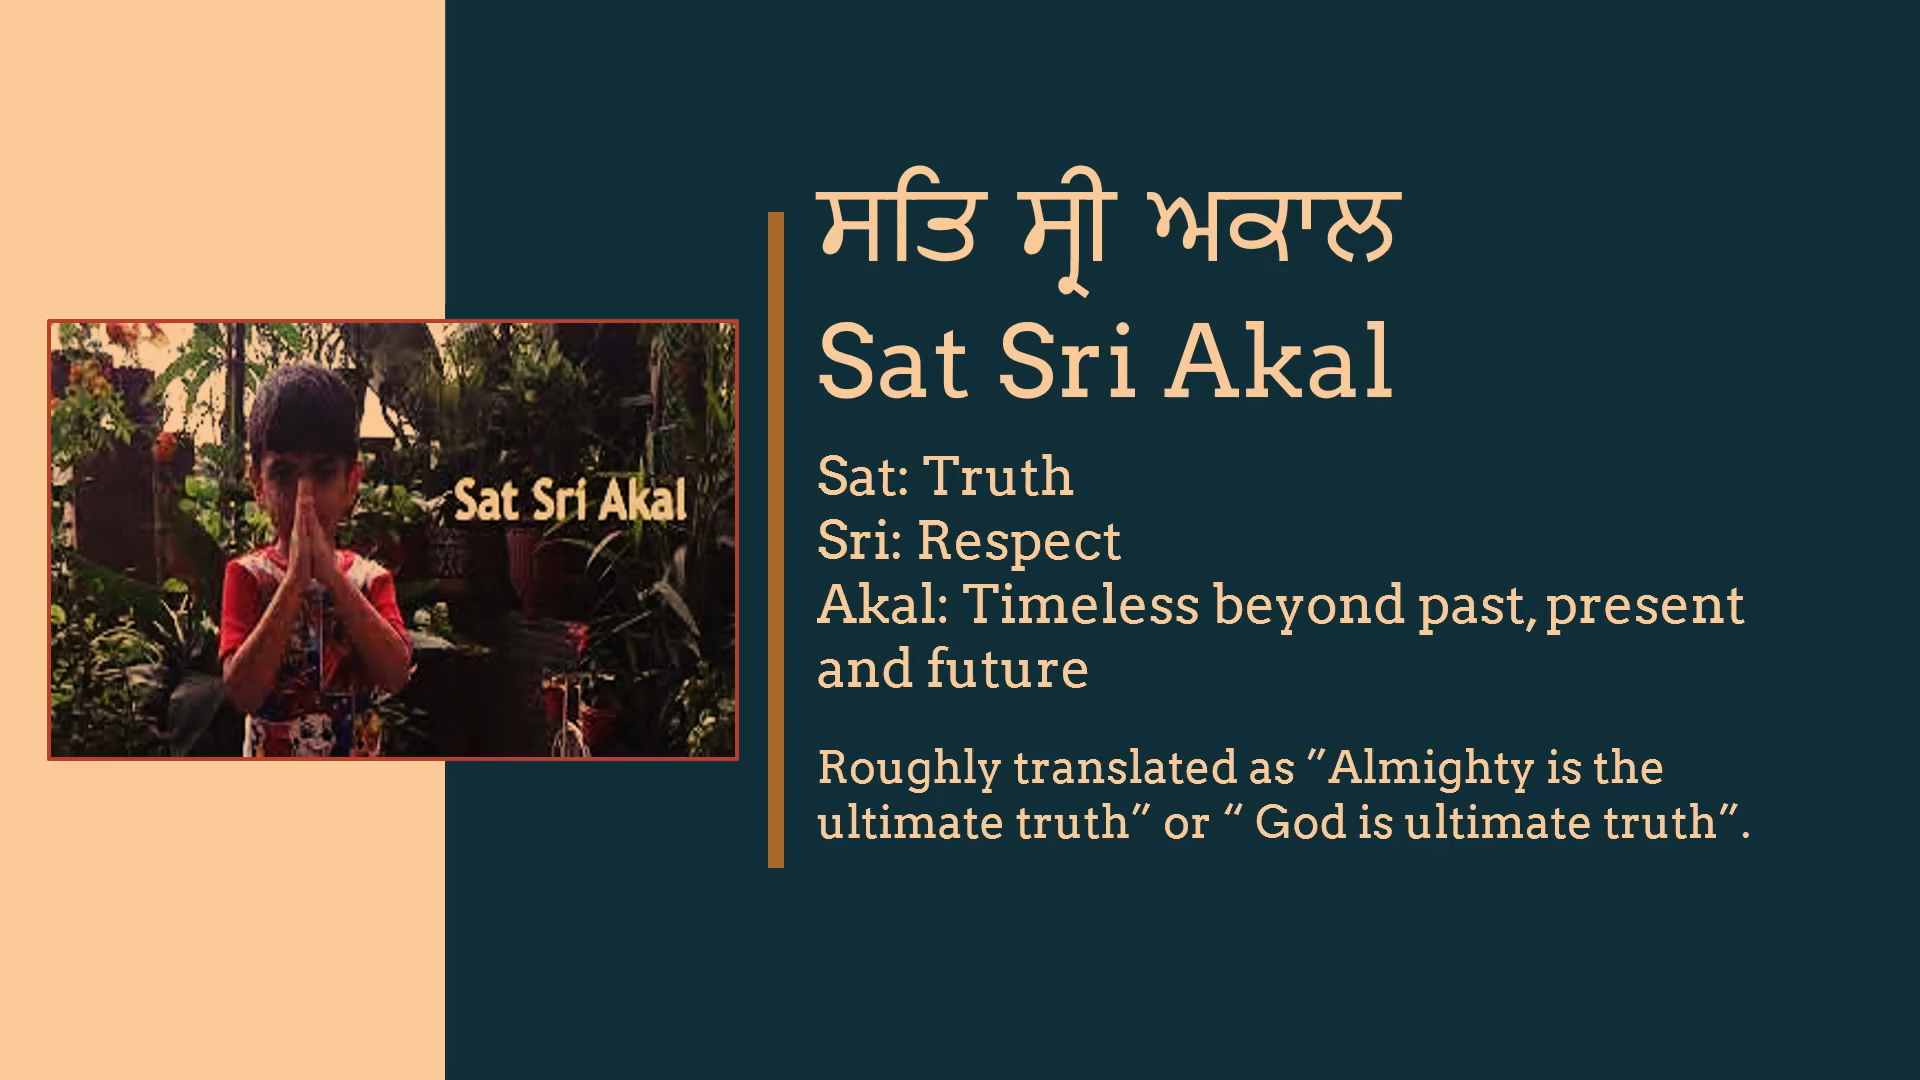 ਸਤਿ ਸ੍ਰੀ ਅਕਾਲ
Sat Sri Akal
Sat Sri Akal
Sat: Truth
Sri: Respect
Akal: Timeless beyond past, present
and future
Roughly translated as ”Almighty is the
ultimate truth” or “ God is ultimate truth”.